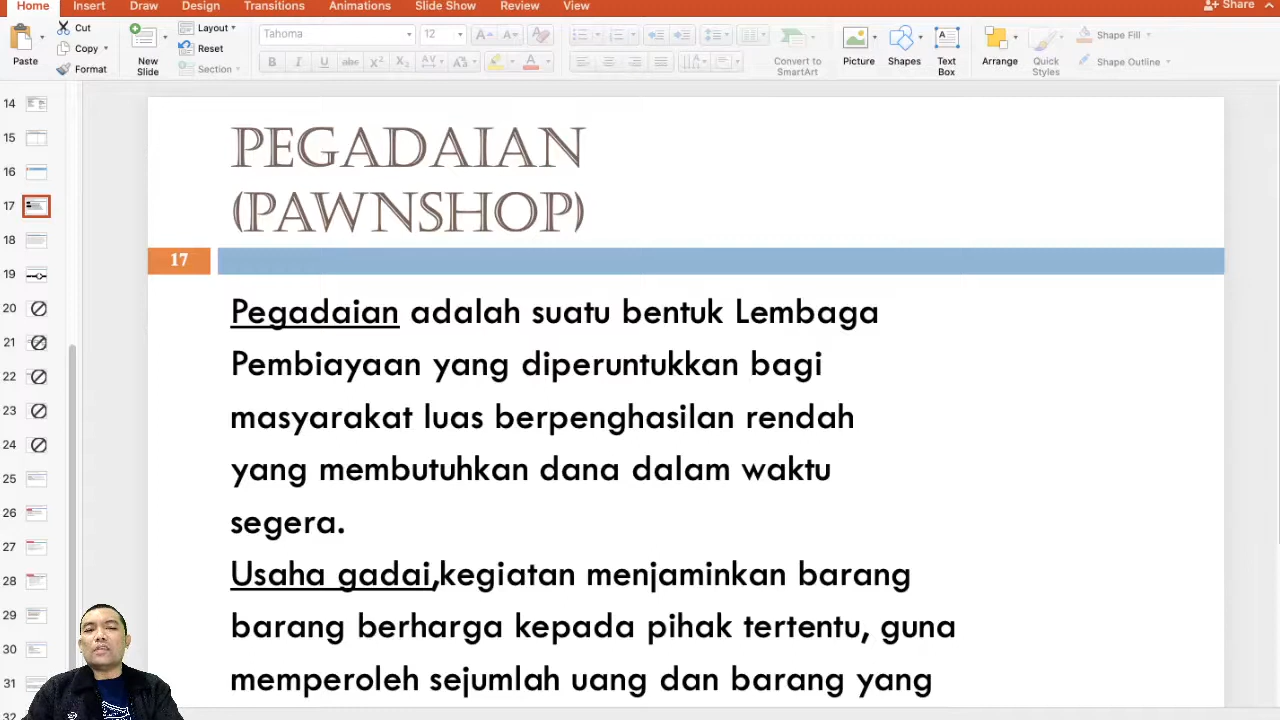 Home Insert Draw Design Transitions Animations Slide Show Review View Share
Paste
Cut
Copy
Format
New Slide
Layout
Reset
Section
Tahoma 12
Convert to SmartArt
Picture
Shapes
Text Box
Arrange
Quick Styles
Shape Fill
Shape Outline
14
15
16
17
18
19
20
21
22
23
24
25
26
27
28
29
30
31
32
PEGADAIAN
(PAWNSHOP)
17
Pegadaian adalah suatu bentuk Lembaga
Pembiayaan yang diperuntukkan bagi
masyarakat luas berpenghasilan rendah
yang membutuhkan dana dalam waktu
segera.
Usaha gadai,kegiatan menjaminkan barang
barang berharga kepada pihak tertentu, guna
memperoleh sejumlah uang dan barang yang